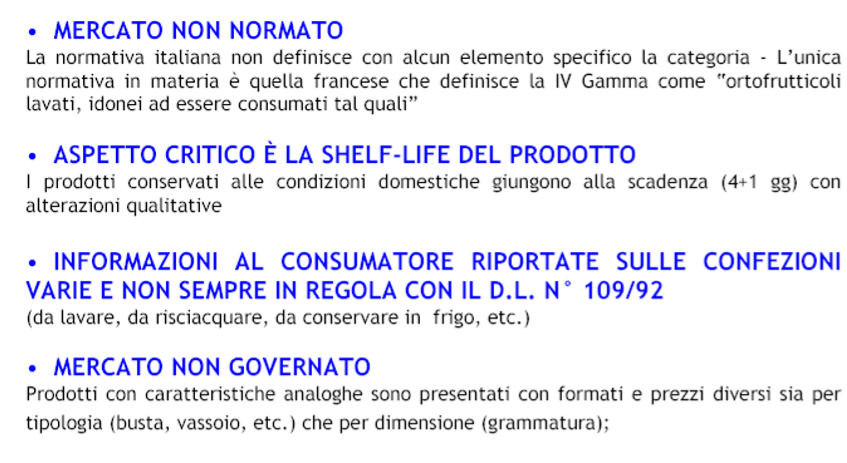 • MERCATO NON NORMATO
La normativa italiana non definisce con alcun elemento specifico la categoria - L’unica
normativa in materia è quella francese che definisce la IV Gamma come “ortofrutticoli
lavati, idonei ad essere consumati tal quali”
• ASPETTO CRITICO È LA SHELF-LIFE DEL PRODOTTO
I prodotti conservati alle condizioni domestiche giungono alla scadenza (4+1 gg) con
alterazioni qualitative
• INFORMAZIONI AL CONSUMATORE RIPORTATE SULLE CONFEZIONI
VARIE E NON SEMPRE IN REGOLA CON IL D.L. N° 109/92
(da lavare, da risciacquare, da conservare in frigo, etc.)
• MERCATO NON GOVERNATO
Prodotti con caratteristiche analoghe sono presentati con formati e prezzi diversi sia per
tipologia (busta, vassoio, etc.) che per dimensione (grammatura);